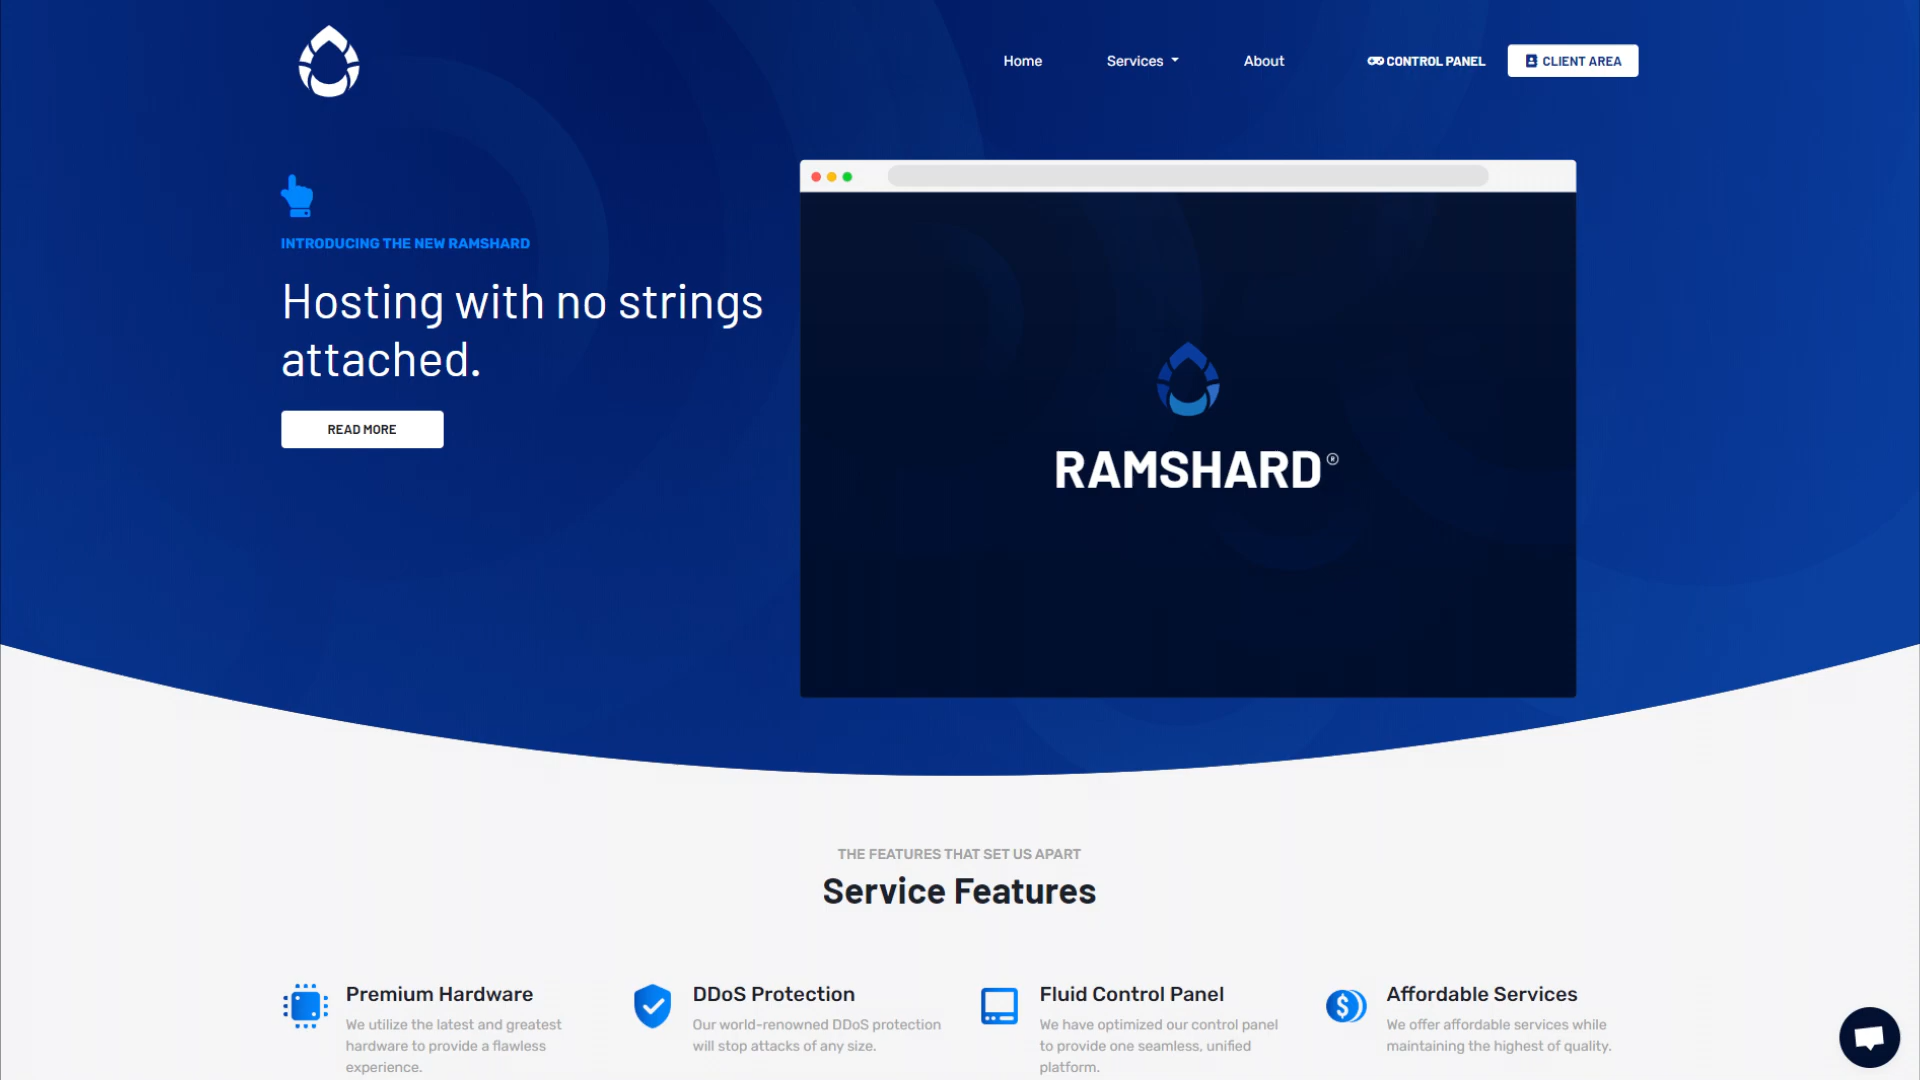 Home
Services
About
CONTROL PANEL
CLIENT AREA
INTRODUCING THE NEW RAMSHARD
Hosting with no strings
attached.
READ MORE
RAMSHARD®
THE FEATURES THAT SET US APART
Service Features
Premium Hardware
We utilize the latest and greatest
hardware to provide a flawless
experience.
DDoS Protection
Our world-renowned DDoS protection
will stop attacks of any size.
Fluid Control Panel
We have optimized our control panel
to provide one seamless, unified
platform.
Affordable Services
We offer affordable services while
maintaining the highest of quality.